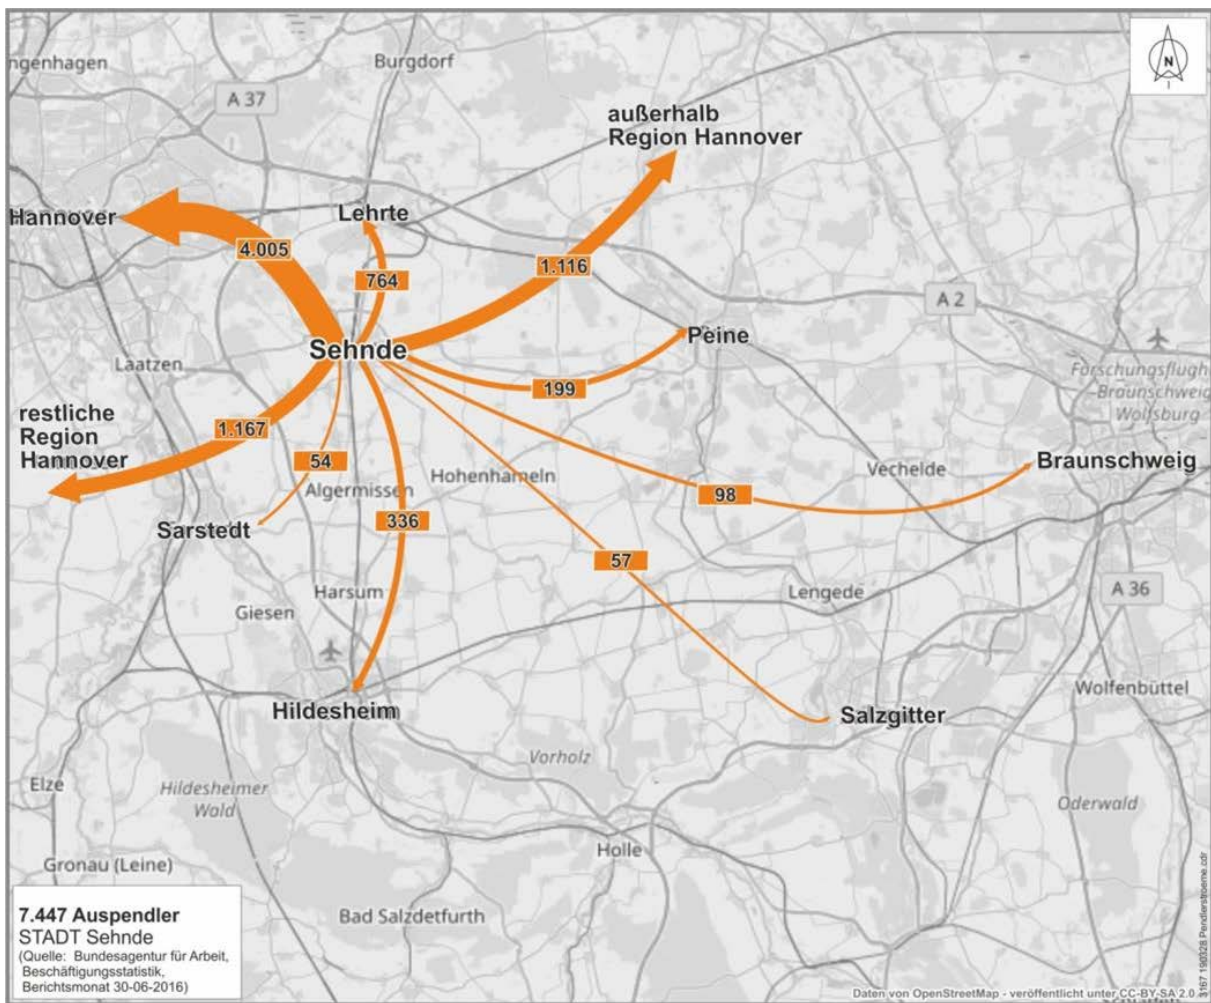 ngenhagen
Burgdorf
N
A 37
außerhalb
Region Hannover
Hannover
Lehrte
4.005
764
1.116
A 2
Sehnde
Peine
Laatzen
199
Forschungsflugh
Braunschweig
Wolfsburg
restliche
Region
Hannover
1.167
54
Algermissen
Hohenhameln
Vechelde
Braunschweig
98
336
Sarstedt
57
Harsum
Giesen
Lengede
A 36
Wolfenbüttel
Hildesheim
Salzgitter
Vorholz
Elze
Hildesheimer
Wald
Oderwald
Gronau (Leine)
Holle
Bad Salzdetfurth
7.447 Auspendler
STADT Sehnde
(Quelle: Bundesagentur für Arbeit,
Beschäftigungsstatistik,
Berichtsmonat 30-06-2016)
Daten von OpenStreetMap - veröffentlicht unter CC-BY-SA 2.0
3167 190328 Pendlerstroeme.cdr